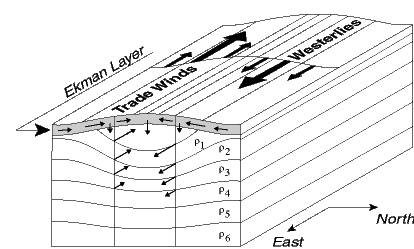 Ekman Layer
Trade Winds
Westerlies
ρ1
ρ2
ρ3
ρ4
ρ5
ρ6
North
East